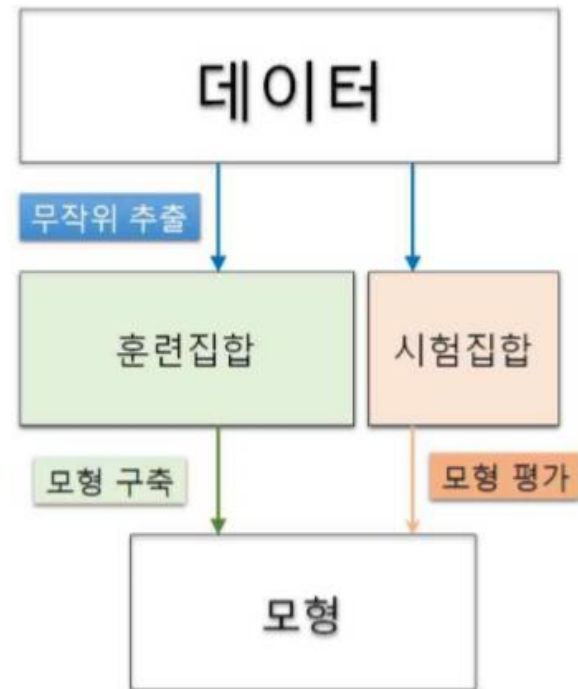 데이터
무작위 추출
훈련집합
시험집합
모형 구축
모형 평가
모형